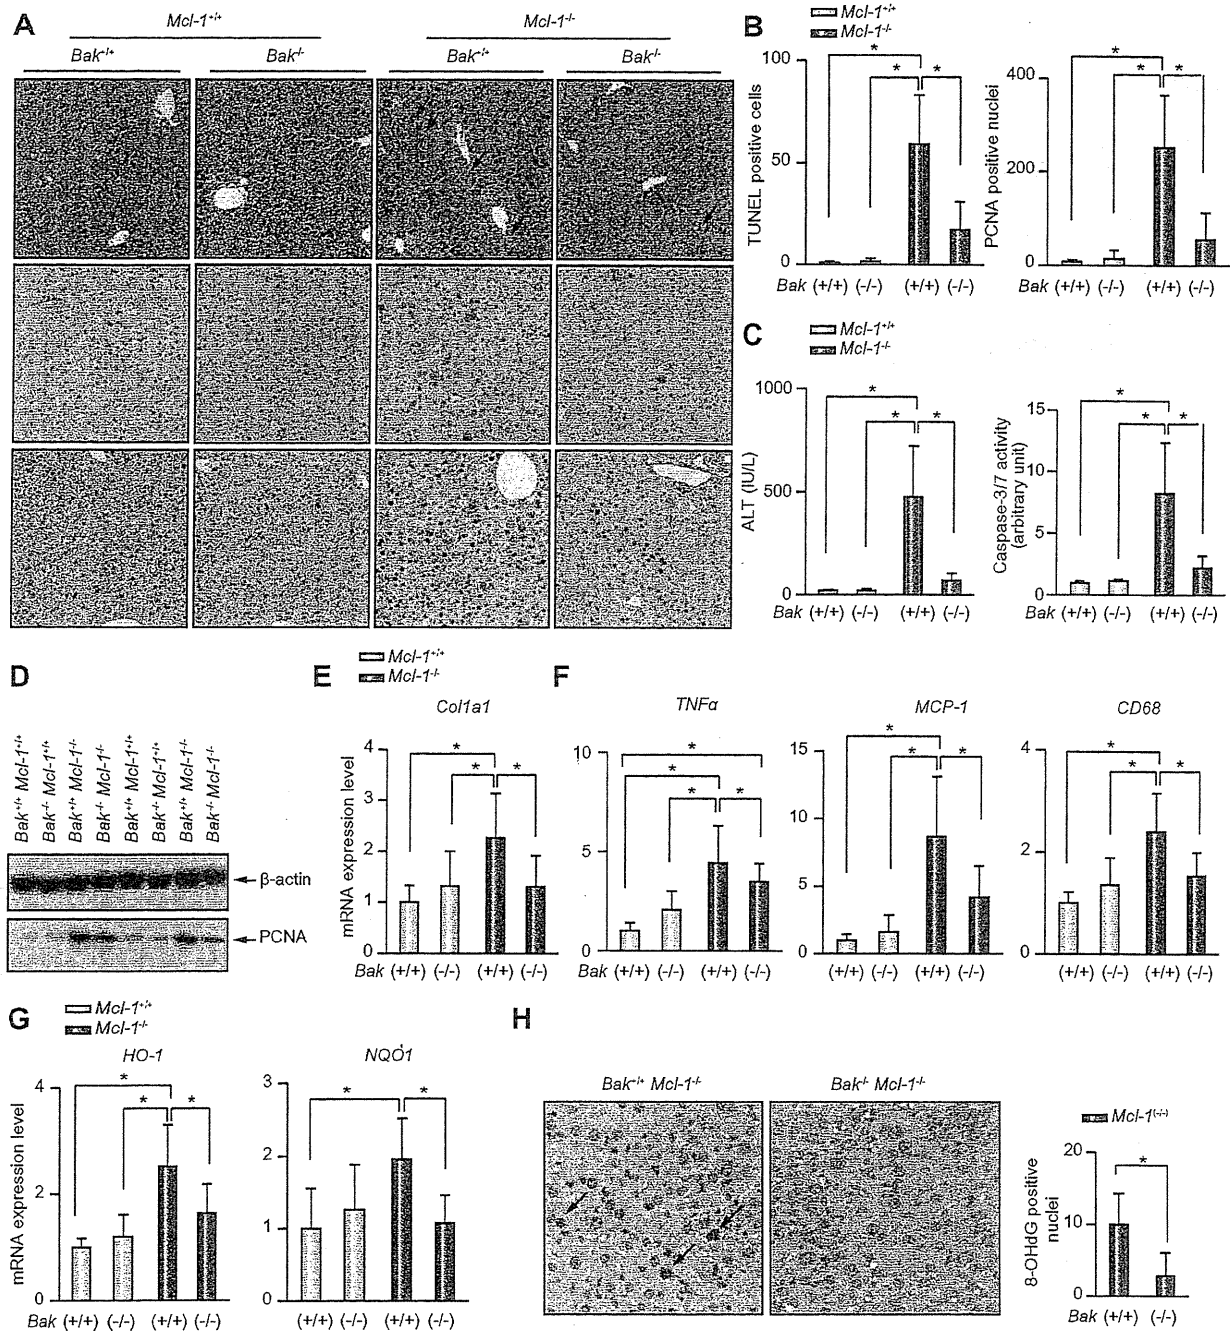 A
Mcl-1+/+
Mcl-1-/-
Bak+/+
Bak-/-
Bak+/+
Bak-/-
B
Mcl-1+/+
Mcl-1-/-
TUNEL positive cells
100
50
0
Bak (+/+) (-/-) (+/+) (-/-)
* * *
PCNA positive nuclei
400
200
0
(+/+) (-/-) (+/+) (-/-)
* * *
C
Mcl-1+/+
Mcl-1-/-
ALT (IU/L)
1000
500
0
Bak (+/+) (-/-) (+/+) (-/-)
* * *
Caspase-3/7 activity
(arbitrary unit)
15
10
5
0
(+/+) (-/-) (+/+) (-/-)
* * *
D
Bak+/+ Mcl-1+/+
Bak-/- Mcl-1+/+
Bak+/+ Mcl-1-/-
Bak-/- Mcl-1-/-
Bak+/+ Mcl-1+/+
Bak-/- Mcl-1+/+
Bak+/+ Mcl-1-/-
Bak-/- Mcl-1-/-
β-actin
PCNA
E
Mcl-1+/+
Mcl-1-/-
Col1a1
mRNA expression level
4
3
2
1
0
Bak (+/+) (-/-) (+/+) (-/-)
* * *
F
TNFα
10
5
0
Bak (+/+) (-/-) (+/+) (-/-)
* * * *
MCP-1
15
10
5
0
(+/+) (-/-) (+/+) (-/-)
* * *
CD68
4
2
0
(+/+) (-/-) (+/+) (-/-)
* * *
G
Mcl-1+/+
Mcl-1-/-
HO-1
mRNA expression level
4
2
0
Bak (+/+) (-/-) (+/+) (-/-)
* * *
NQO1
3
2
1
0
(+/+) (-/-) (+/+) (-/-)
* *
H
Bak+/+ Mcl-1-/-
Bak-/- Mcl-1-/-
Mcl-1(-/-)
8-OHdG positive
nuclei
20
10
0
Bak (+/+) (-/-)
*